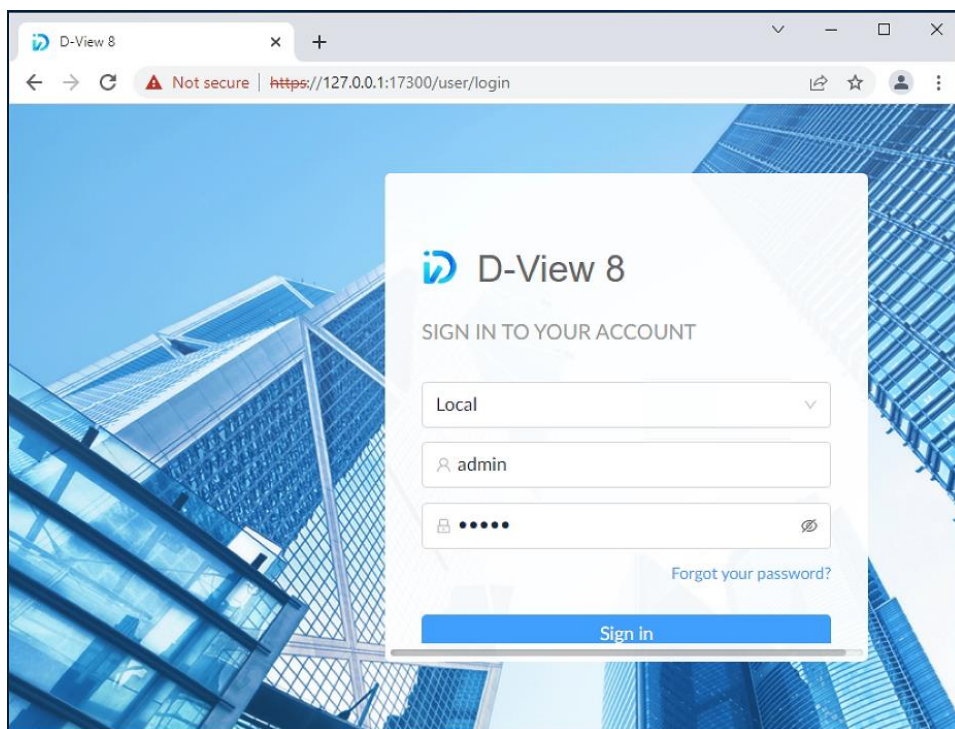 D-View 8
Not secure | https://127.0.0.1:17300/user/login
D-View 8
SIGN IN TO YOUR ACCOUNT
Local
admin
•••••
Forgot your password?
Sign in